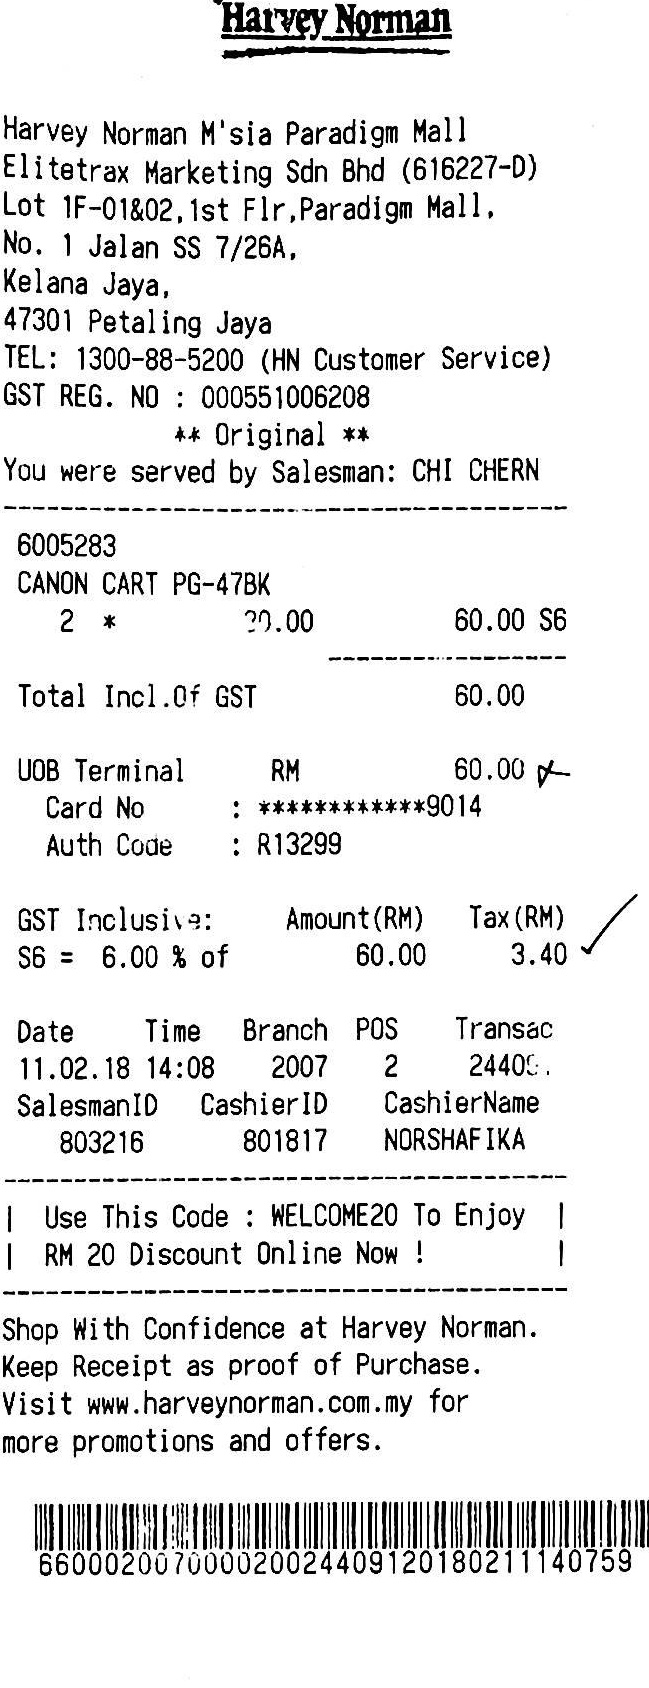 Harvey Norman
Harvey Norman M'sia Paradigm Mall
Elitetrax Marketing Sdn Bhd (616227-D)
Lot 1F-01&02,1st Flr,Paradigm Mall,
No. 1 Jalan SS 7/26A,
Kelana Jaya,
47301 Petaling Jaya
TEL: 1300-88-5200 (HN Customer Service)
GST REG. NO : 000551006208
** Original **
You were served by Salesman: CHI CHERN
6005283
CANON CART PG-47BK
2 * 60.00 S6
Total Incl.Of GST 60.00
UOB Terminal RM 60.00
Card No : ************9014
Auth Code : R13299
GST Inclusive: Amount(RM) Tax(RM)
S6 = 6.00 % of 60.00 3.40
Date Time Branch POS Transac
11.02.18 14:08 2007 2
SalesmanID CashierID CashierName
803216 801817 NORSHAFIKA
| Use This Code : WELCOME20 To Enjoy |
| RM 20 Discount Online Now ! |
Shop With Confidence at Harvey Norman.
Keep Receipt as proof of Purchase.
Visit www.harveynorman.com.my for
more promotions and offers.
660002007000020024409120180211140759